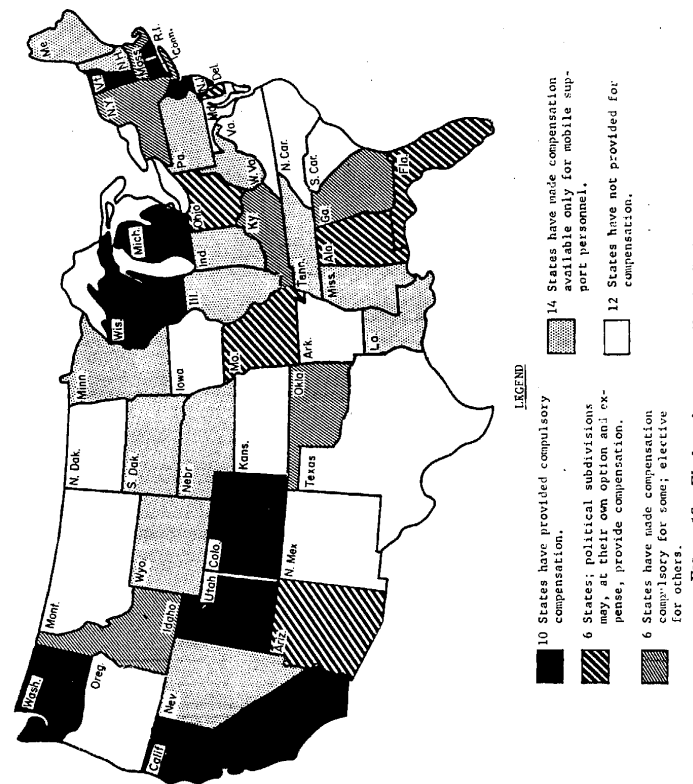 Wash.
Oreg.
Calif
Nev
Idaho
Mont.
Wyo.
Utah
Colo.
Ariz
N. Mex
N. Dak.
S. Dak.
Nebr.
Kans.
Okla
Texas
Minn
Iowa
Mo.
Ark.
La.
Wis.
Mich.
Ill
Ind
Ohio
Ky.
Tenn.
Miss.
Ala
Ga.
Fla.
S. Car.
N. Car.
Va.
W. Va
Pa.
N.Y.
Vt
N.H.
Me
Mass
R.I.
Conn.
N.J.
Del.
Md
LEGEND
10 States have provided compulsory
compensation.
6 States; political subdivisions
may, at their own option and ex-
pense, provide compensation.
6 States have made compensation
compulsory for some; elective
for others.
14 States have made compensation
available only for mobile sup-
port personnel.
12 States have not provided for
compensation.